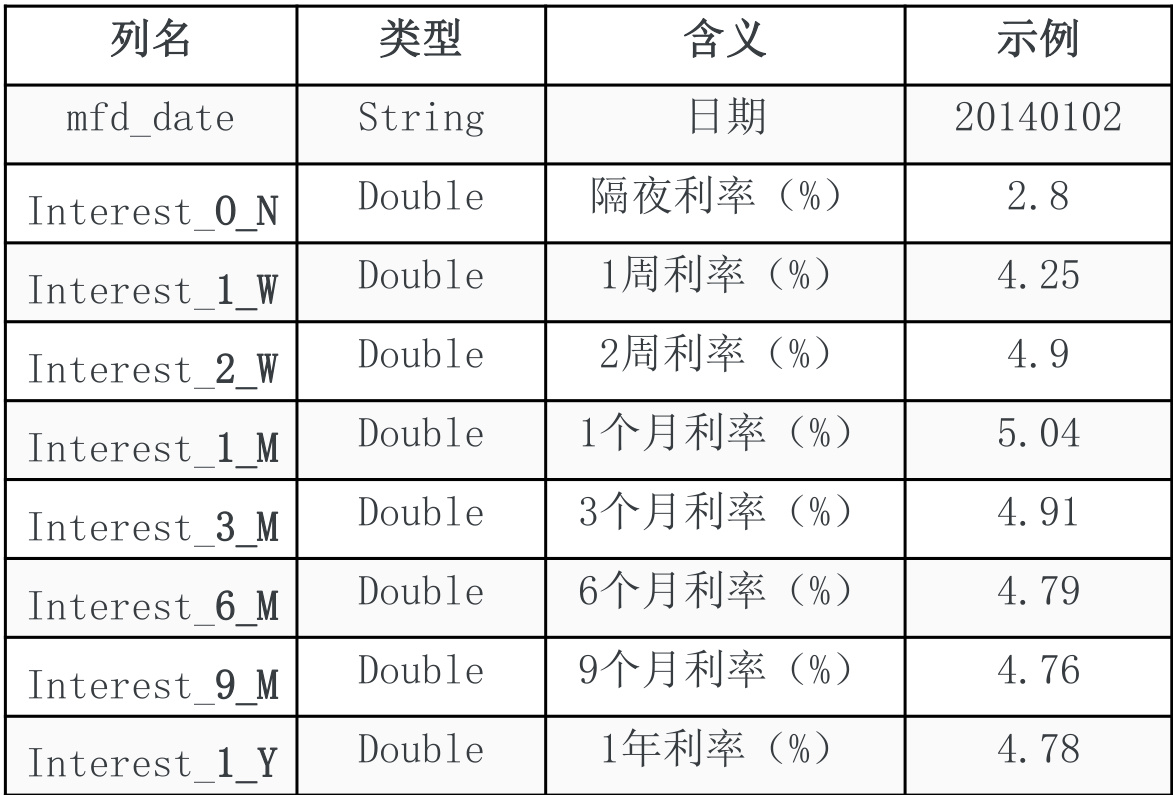 列名 类型 含义 示例
mfd_date String 日期 20140102
Interest_O_N Double 隔夜利率（%） 2.8
Interest_1_W Double 1周利率（%） 4.25
Interest_2_W Double 2周利率（%） 4.9
Interest_1_M Double 1个月利率（%） 5.04
Interest_3_M Double 3个月利率（%） 4.91
Interest_6_M Double 6个月利率（%） 4.79
Interest_9_M Double 9个月利率（%） 4.76
Interest_1_Y Double 1年利率（%） 4.78